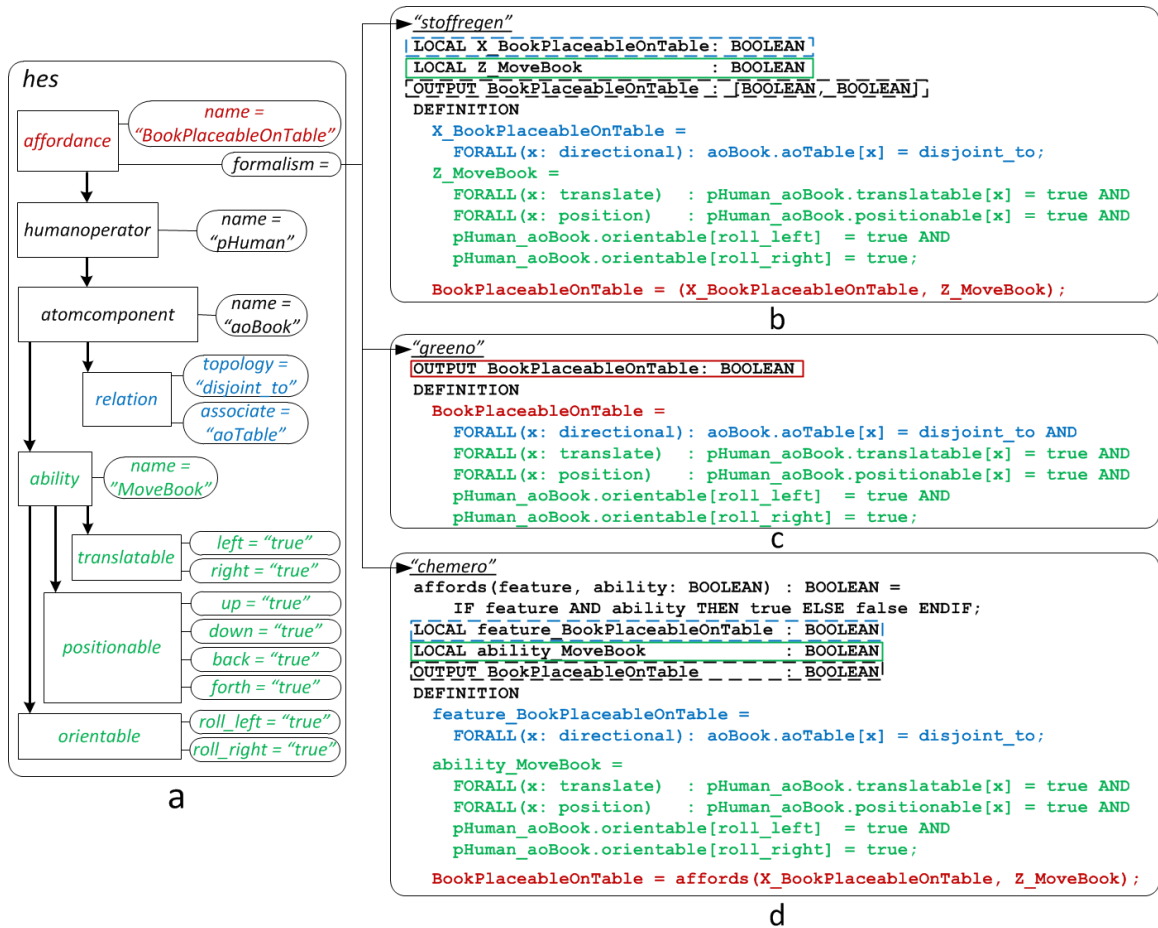 hes
affordance
name =
“BookPlaceableOnTable”
formalism =
humanoperator
name =
“pHuman”
atomcomponent
name =
“aoBook”
relation
topology =
“disjoint_to”
associate =
“aoTable”
ability
name =
”MoveBook”
translatable
left = “true”
right = “true”
positionable
up = “true”
down = “true”
back = “true”
forth = “true”
orientable
roll_left = “true”
roll_right = “true”
a
“stoffregen”
LOCAL X_BookPlaceableOnTable: BOOLEAN
LOCAL Z_MoveBook : BOOLEAN
OUTPUT BookPlaceableOnTable : [BOOLEAN, BOOLEAN]
DEFINITION
X_BookPlaceableOnTable =
FORALL(x: directional): aoBook.aoTable[x] = disjoint_to;
Z_MoveBook =
FORALL(x: translate) : pHuman_aoBook.translatable[x] = true AND
FORALL(x: position) : pHuman_aoBook.positionable[x] = true AND
pHuman_aoBook.orientable[roll_left] = true AND
pHuman_aoBook.orientable[roll_right] = true;
BookPlaceableOnTable = (X_BookPlaceableOnTable, Z_MoveBook);
b
“greeno”
OUTPUT BookPlaceableOnTable: BOOLEAN
DEFINITION
BookPlaceableOnTable =
FORALL(x: directional): aoBook.aoTable[x] = disjoint_to AND
FORALL(x: translate) : pHuman_aoBook.translatable[x] = true AND
FORALL(x: position) : pHuman_aoBook.positionable[x] = true AND
pHuman_aoBook.orientable[roll_left] = true AND
pHuman_aoBook.orientable[roll_right] = true;
c
“chemero”
affords(feature, ability: BOOLEAN) : BOOLEAN =
IF feature AND ability THEN true ELSE false ENDIF;
LOCAL feature_BookPlaceableOnTable : BOOLEAN
LOCAL ability_MoveBook : BOOLEAN
OUTPUT BookPlaceableOnTable : BOOLEAN
DEFINITION
feature_BookPlaceableOnTable =
FORALL(x: directional): aoBook.aoTable[x] = disjoint_to;
ability_MoveBook =
FORALL(x: translate) : pHuman_aoBook.translatable[x] = true AND
FORALL(x: position) : pHuman_aoBook.positionable[x] = true AND
pHuman_aoBook.orientable[roll_left] = true AND
pHuman_aoBook.orientable[roll_right] = true;
BookPlaceableOnTable = affords(X_BookPlaceableOnTable, Z_MoveBook);
d